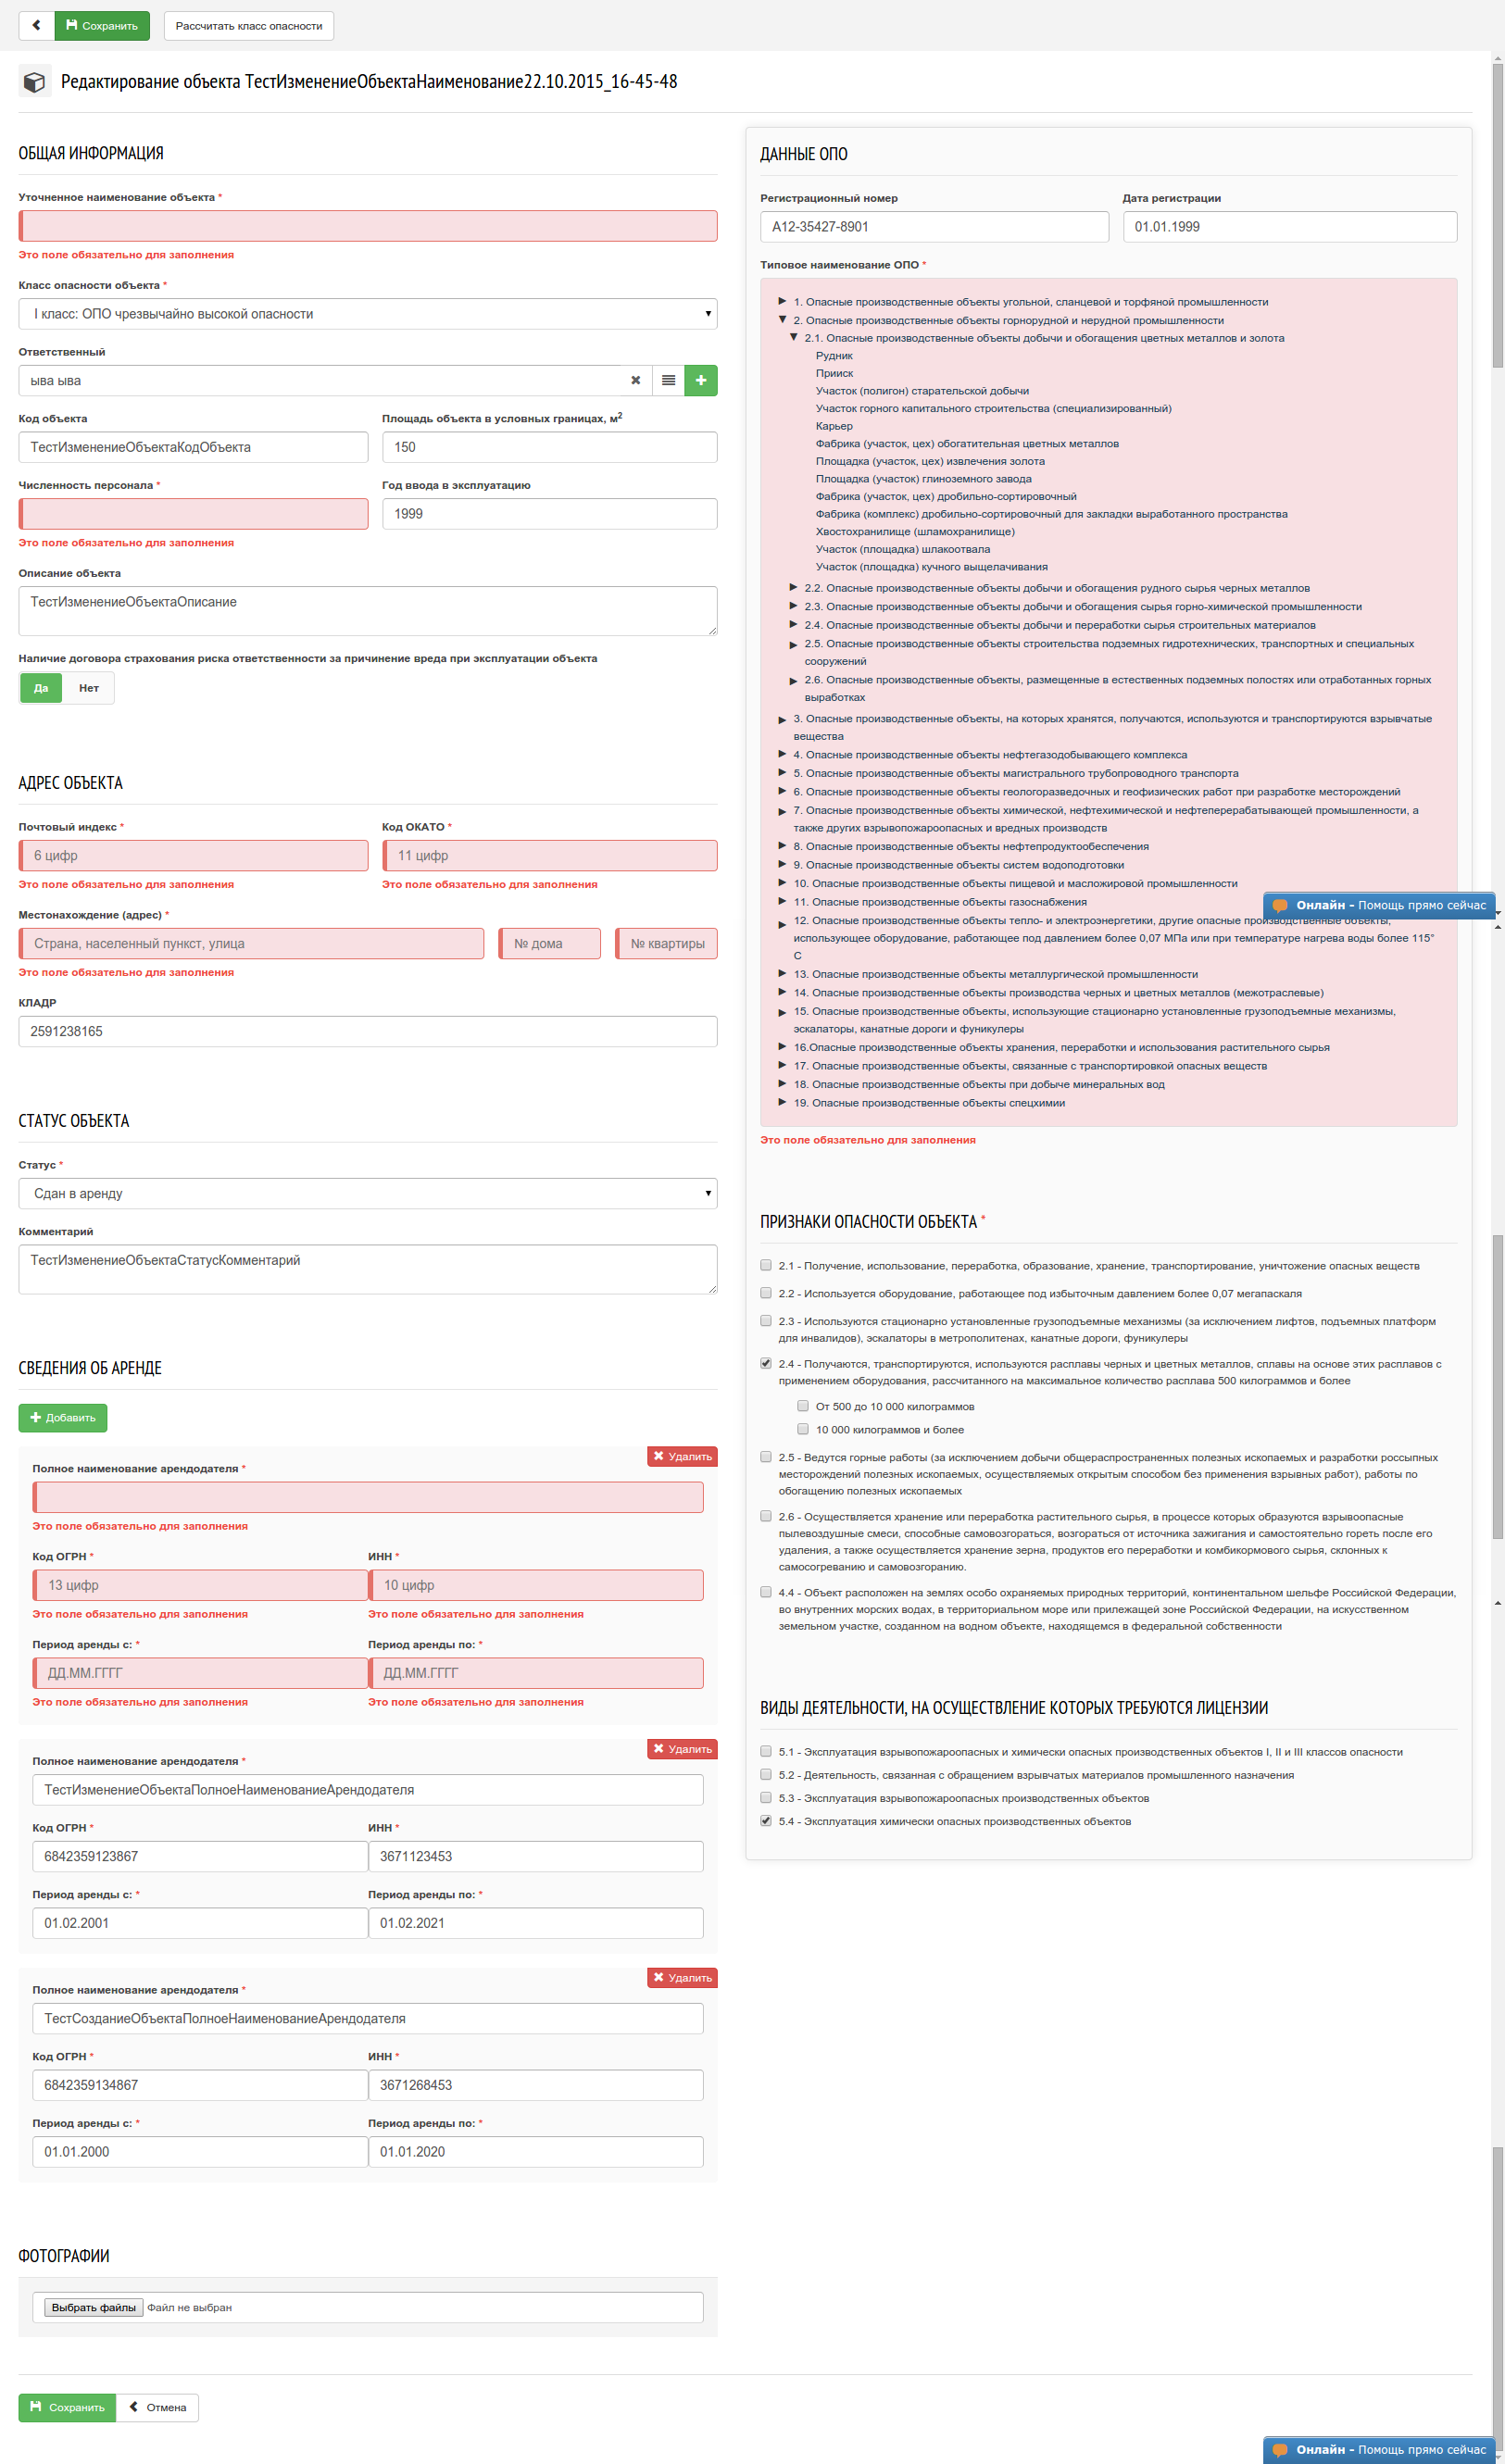 Сохранить
Рассчитать класс опасности
Редактирование объекта ТестИзменениеОбъектаНаименование22.10.2015_16-45-48
ОБЩАЯ ИНФОРМАЦИЯ
Уточненное наименование объекта *
Это поле обязательно для заполнения
Класс опасности объекта *
I класс: ОПО чрезвычайно высокой опасности
Ответственный
ыва ыва
Код объекта
Площадь объекта в условных границах, м2
ТестИзменениеОбъектаКодОбъекта
150
Численность персонала *
Год ввода в эксплуатацию
1999
Это поле обязательно для заполнения
Описание объекта
ТестИзменениеОбъектаОписание
Наличие договора страхования риска ответственности за причинение вреда при эксплуатации объекта
Да
Нет
АДРЕС ОБЪЕКТА
Почтовый индекс *
Код ОКАТО *
6 цифр
11 цифр
Это поле обязательно для заполнения
Это поле обязательно для заполнения
Местонахождение (адрес) *
Страна, населенный пункт, улица
№ дома
№ квартиры
Это поле обязательно для заполнения
КЛАДР
2591238165
СТАТУС ОБЪЕКТА
Статус *
Сдан в аренду
Комментарий
ТестИзменениеОбъектаСтатусКомментарий
СВЕДЕНИЯ ОБ АРЕНДЕ
Добавить
Удалить
Полное наименование арендодателя *
Это поле обязательно для заполнения
Код ОГРН *
ИНН *
13 цифр
10 цифр
Это поле обязательно для заполнения
Это поле обязательно для заполнения
Период аренды с: *
Период аренды по: *
ДД.ММ.ГГГГ
ДД.ММ.ГГГГ
Это поле обязательно для заполнения
Это поле обязательно для заполнения
Удалить
Полное наименование арендодателя *
ТестИзменениеОбъектаПолноеНаименованиеАрендодателя
Код ОГРН *
ИНН *
6842359123867
3671123453
Период аренды с: *
Период аренды по: *
01.02.2001
01.02.2021
Удалить
Полное наименование арендодателя *
ТестСозданиеОбъектаПолноеНаименованиеАрендодателя
Код ОГРН *
ИНН *
6842359134867
3671268453
Период аренды с: *
Период аренды по: *
01.01.2000
01.01.2020
ФОТОГРАФИИ
Выбрать файлы Файл не выбран
Сохранить
Отмена
ДАННЫЕ ОПО
Регистрационный номер
Дата регистрации
А12-35427-8901
01.01.1999
Типовое наименование ОПО *
1. Опасные производственные объекты угольной, сланцевой и торфяной промышленности
2. Опасные производственные объекты горнорудной и нерудной промышленности
2.1. Опасные производственные объекты добычи и обогащения цветных металлов и золота
Рудник
Прииск
Участок (полигон) старательской добычи
Участок горного капитального строительства (специализированный)
Карьер
Фабрика (участок, цех) обогатительная цветных металлов
Площадка (участок, цех) извлечения золота
Площадка (участок) глиноземного завода
Фабрика (участок, цех) дробильно-сортировочный
Фабрика (комплекс) дробильно-сортировочный для закладки выработанного пространства
Хвостохранилище (шламохранилище)
Участок (площадка) шлакоотвала
Участок (площадка) кучного выщелачивания
2.2. Опасные производственные объекты добычи и обогащения рудного сырья черных металлов
2.3. Опасные производственные объекты добычи и обогащения сырья горно-химической промышленности
2.4. Опасные производственные объекты добычи и переработки сырья строительных материалов
2.5. Опасные производственные объекты строительства подземных гидротехнических, транспортных и специальных
сооружений
2.6. Опасные производственные объекты, размещенные в естественных подземных полостях или отработанных горных
выработках
3. Опасные производственные объекты, на которых хранятся, получаются, используются и транспортируются взрывчатые
вещества
4. Опасные производственные объекты нефтегазодобывающего комплекса
5. Опасные производственные объекты магистрального трубопроводного транспорта
6. Опасные производственные объекты геологоразведочных и геофизических работ при разработке месторождений
7. Опасные производственные объекты химической, нефтехимической и нефтеперерабатывающей промышленности, а
также других взрывопожароопасных и вредных производств
8. Опасные производственные объекты нефтепродуктообеспечения
9. Опасные производственные объекты систем водоподготовки
10. Опасные производственные объекты пищевой и масложировой промышленности
11. Опасные производственные объекты газоснабжения
Онлайн – Помощь прямо сейчас
12. Опасные производственные объекты тепло- и электроэнергетики, другие опасные производственные объекты,
использующее оборудование, работающее под давлением более 0,07 МПа или при температуре нагрева воды более 115°
С
13. Опасные производственные объекты металлургической промышленности
14. Опасные производственные объекты производства черных и цветных металлов (межотраслевые)
15. Опасные производственные объекты, использующие стационарно установленные грузоподъемные механизмы,
эскалаторы, канатные дороги и фуникулеры
16.Опасные производственные объекты хранения, переработки и использования растительного сырья
17. Опасные производственные объекты, связанные с транспортировкой опасных веществ
18. Опасные производственные объекты при добыче минеральных вод
19. Опасные производственные объекты спецхимии
Это поле обязательно для заполнения
ПРИЗНАКИ ОПАСНОСТИ ОБЪЕКТА *
2.1 - Получение, использование, переработка, образование, хранение, транспортирование, уничтожение опасных веществ
2.2 - Используется оборудование, работающее под избыточным давлением более 0,07 мегапаскаля
2.3 - Используются стационарно установленные грузоподъемные механизмы (за исключением лифтов, подъемных платформ
для инвалидов), эскалаторы в метрополитенах, канатные дороги, фуникулеры
2.4 - Получаются, транспортируются, используются расплавы черных и цветных металлов, сплавы на основе этих расплавов с
применением оборудования, рассчитанного на максимальное количество расплава 500 килограммов и более
От 500 до 10 000 килограммов
10 000 килограммов и более
2.5 - Ведутся горные работы (за исключением добычи общераспространенных полезных ископаемых и разработки россыпных
месторождений полезных ископаемых, осуществляемых открытым способом без применения взрывных работ), работы по
обогащению полезных ископаемых
2.6 - Осуществляется хранение или переработка растительного сырья, в процессе которых образуются взрывоопасные
пылевоздушные смеси, способные самовозгораться, возгораться от источника зажигания и самостоятельно гореть после его
удаления, а также осуществляется хранение зерна, продуктов его переработки и комбикормового сырья, склонных к
самосогреванию и самовозгоранию.
4.4 - Объект расположен на землях особо охраняемых природных территорий, континентальном шельфе Российской Федерации,
во внутренних морских водах, в территориальном море или прилежащей зоне Российской Федерации, на искусственном
земельном участке, созданном на водном объекте, находящемся в федеральной собственности
ВИДЫ ДЕЯТЕЛЬНОСТИ, НА ОСУЩЕСТВЛЕНИЕ КОТОРЫХ ТРЕБУЮТСЯ ЛИЦЕНЗИИ
5.1 - Эксплуатация взрывопожароопасных и химически опасных производственных объектов I, II и III классов опасности
5.2 - Деятельность, связанная с обращением взрывчатых материалов промышленного назначения
5.3 - Эксплуатация взрывопожароопасных производственных объектов
5.4 - Эксплуатация химически опасных производственных объектов
Онлайн – Помощь прямо сейчас